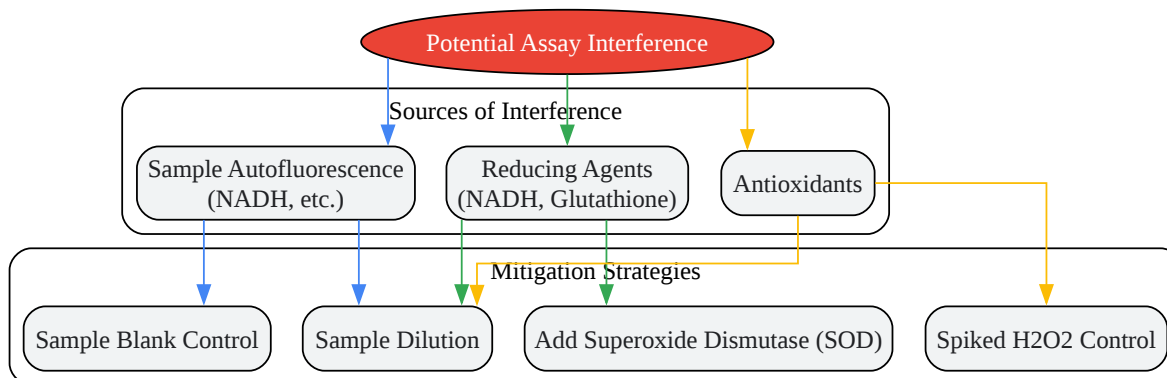 Potential Assay Interference
Sources of Interference
Sample Autofluorescence
(NADH, etc.)
Reducing Agents
(NADH, Glutathione)
Antioxidants
Mitigation Strategies
Sample Blank Control
Sample Dilution
Add Superoxide Dismutase (SOD)
Spiked H2O2 Control